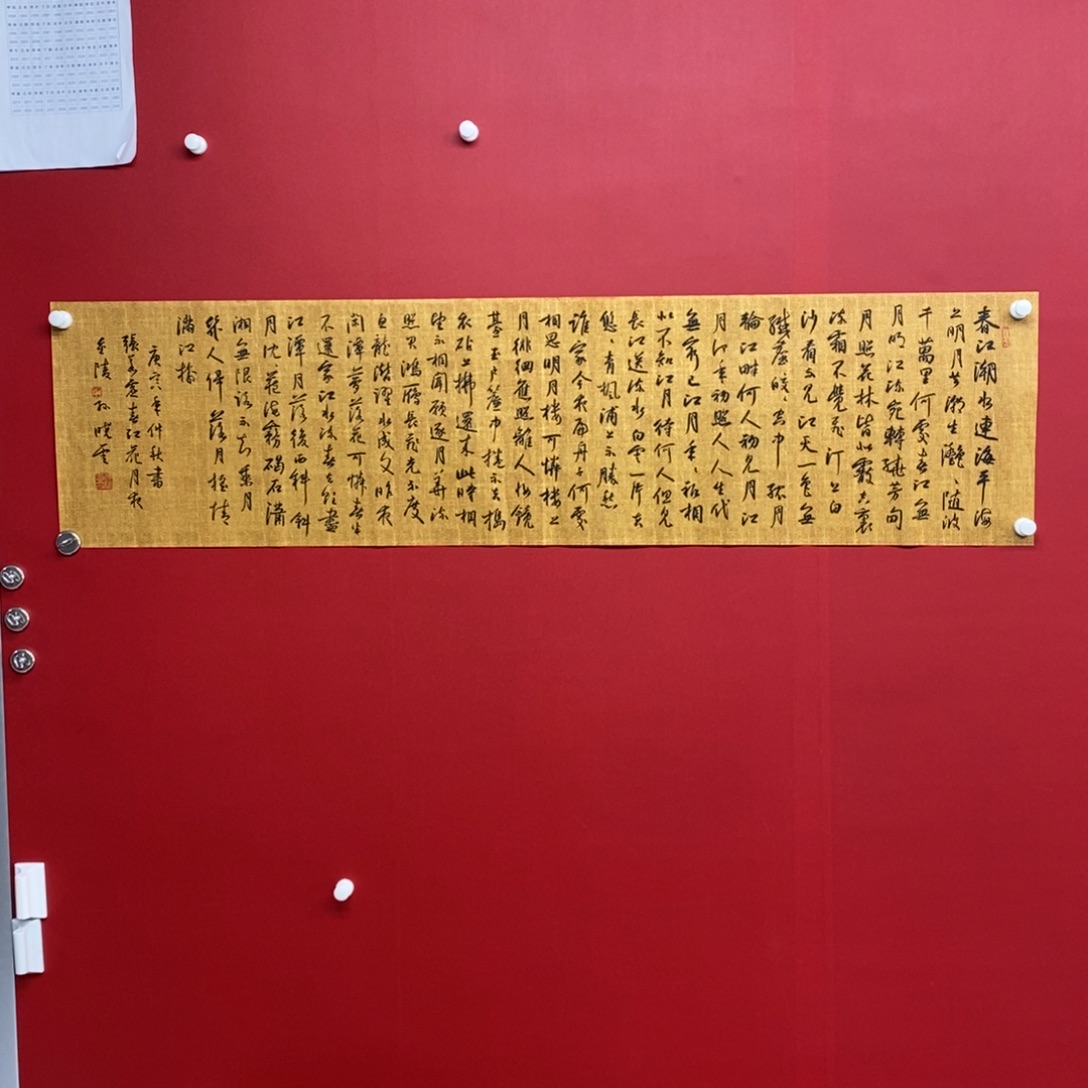 春江潮水連海平海
上明月共潮生灧、隨波
千萬里何處春江無
月明江流宛轉繞芳甸
月照花林皆似霰空裏
流霜不覺飛汀上白
沙看不見江天一色無
纖塵皎、空中孤月
輪江畔何人初見月江
月何年初照人人生代
無窮已江月年、祗相
似不知江月待何人但見
長江送流水白雲一片去
悠、青楓浦上不勝愁
誰家今夜扁舟子何處
相思明月楼可憐楼上
月徘徊應照離人妝鏡
臺玉户簾中捲不去搗
衣砧上拂還来此時相
望不相聞願逐月華流
照君鴻雁長飛光不度
魚龍潛躍水成文昨夜
閑潭夢落花可憐春半
不還家江水流春去欲盡
江潭月落復西斜斜
月沈藏海霧碣石瀟
湘無限路不知乘月
幾人歸落月摇情
滿江樹
庚年仲秋書
張若虛春江花月夜
金陵孫曉雲